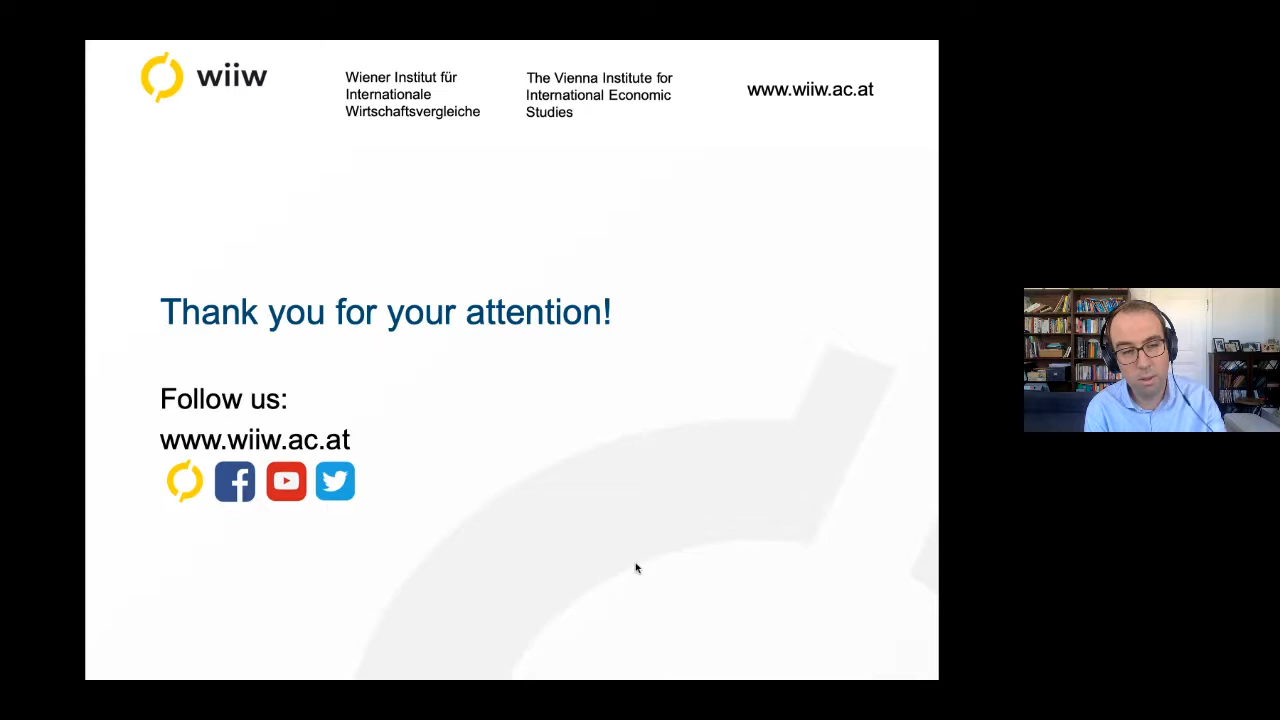 wiiw
Wiener Institut für
Internationale
Wirtschaftsvergleiche
The Vienna Institute for
International Economic
Studies
www.wiiw.ac.at
Thank you for your attention!
Follow us:
www.wiiw.ac.at